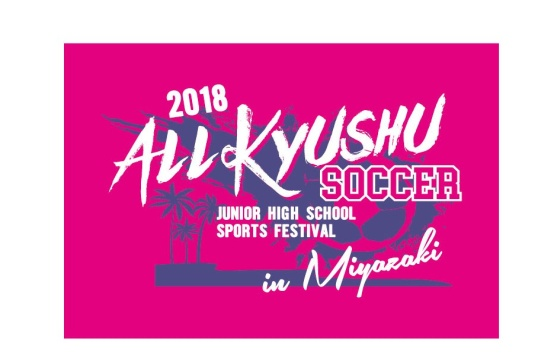 2018
ALL KYUSHU
SOCCER
JUNIOR HIGH SCHOOL
SPORTS FESTIVAL
in Miyazaki